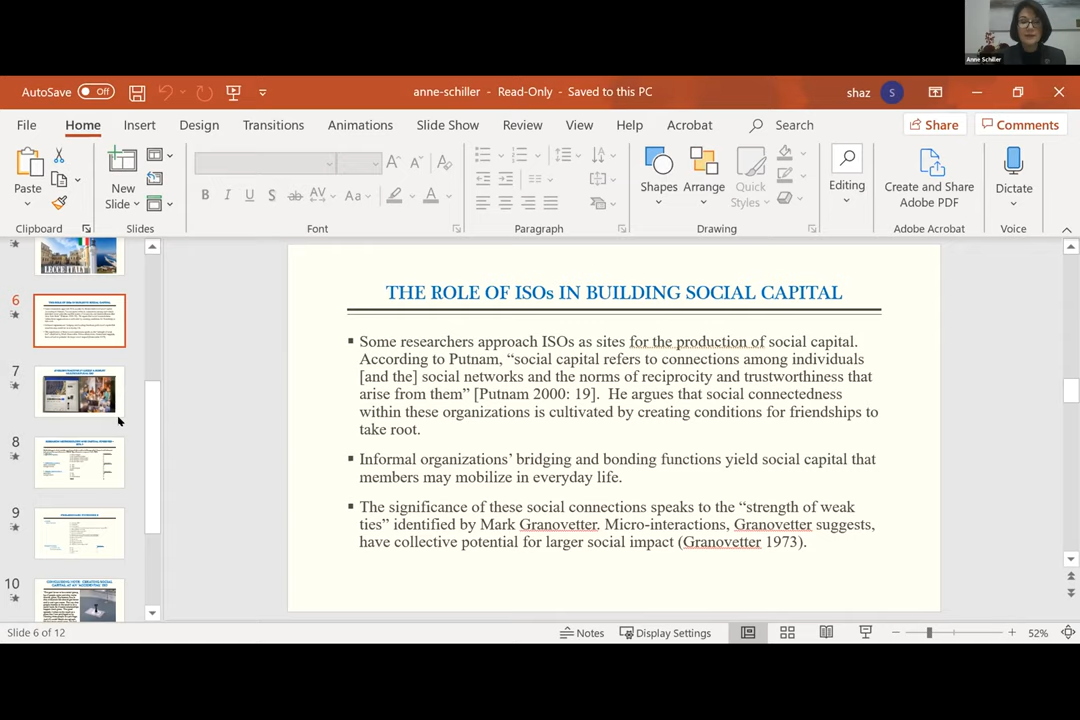 Anne Schiller
AutoSave Off
anne-schiller - Read-Only - Saved to this PC
shaz S
File Home Insert Design Transitions Animations Slide Show Review View Help Acrobat Search Share Comments
Paste New Slide Shapes Arrange Quick Styles Editing Create and Share Adobe PDF Dictate
Clipboard Slides Font Paragraph Drawing Adobe Acrobat Voice
LECCE ITALY
6
7
8
9
10
THE ROLE OF ISOs IN BUILDING SOCIAL CAPITAL
▪ Some researchers approach ISOs as sites for the production of social capital.
According to Putnam, “social capital refers to connections among individuals
[and the] social networks and the norms of reciprocity and trustworthiness that
arise from them” [Putnam 2000: 19]. He argues that social connectedness
within these organizations is cultivated by creating conditions for friendships to
take root.
▪ Informal organizations’ bridging and bonding functions yield social capital that
members may mobilize in everyday life.
▪ The significance of these social connections speaks to the “strength of weak
ties” identified by Mark Granovetter. Micro-interactions, Granovetter suggests,
have collective potential for larger social impact (Granovetter 1973).
Slide 6 of 12 Notes Display Settings 52%